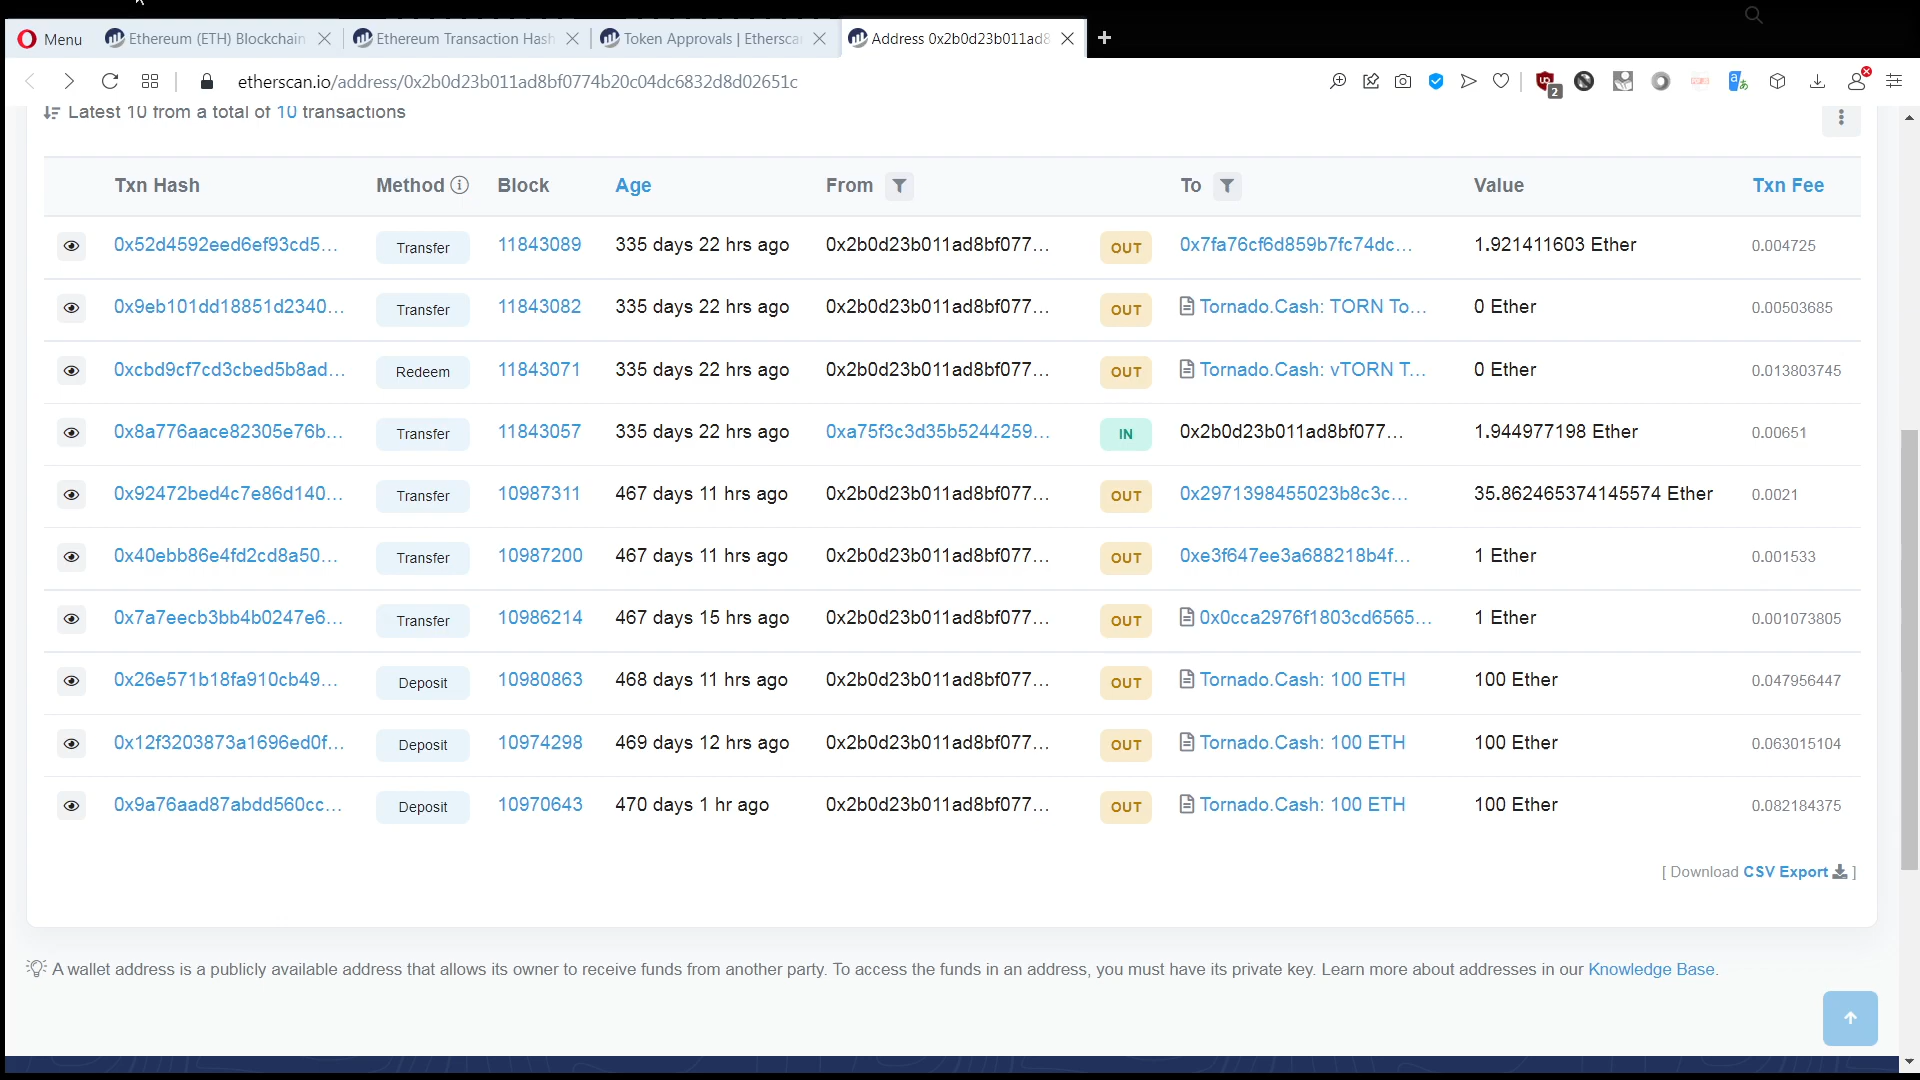 Menu
Ethereum (ETH) Blockchain
Ethereum Transaction Hash
Token Approvals | Ethersca
Address 0x2b0d23b011ad8
etherscan.io/address/0x2b0d23b011ad8bf0774b20c04dc6832d8d02651c
2
Latest 10 from a total of 10 transactions
Txn Hash Method Block Age From To Value Txn Fee
0x52d4592eed6ef93cd5... Transfer 11843089 335 days 22 hrs ago 0x2b0d23b011ad8bf077... OUT 0x7fa76cf6d859b7fc74dc... 1.921411603 Ether 0.004725
0x9eb101dd18851d2340... Transfer 11843082 335 days 22 hrs ago 0x2b0d23b011ad8bf077... OUT Tornado.Cash: TORN To... 0 Ether 0.00503685
0xcbd9cf7cd3cbed5b8ad... Redeem 11843071 335 days 22 hrs ago 0x2b0d23b011ad8bf077... OUT Tornado.Cash: vTORN T... 0 Ether 0.013803745
0x8a776aace82305e76b... Transfer 11843057 335 days 22 hrs ago 0xa75f3c3d35b5244259... IN 0x2b0d23b011ad8bf077... 1.944977198 Ether 0.00651
0x92472bed4c7e86d140... Transfer 10987311 467 days 11 hrs ago 0x2b0d23b011ad8bf077... OUT 0x2971398455023b8c3c... 35.862465374145574 Ether 0.0021
0x40ebb86e4fd2cd8a50... Transfer 10987200 467 days 11 hrs ago 0x2b0d23b011ad8bf077... OUT 0xe3f647ee3a688218b4f... 1 Ether 0.001533
0x7a7eecb3bb4b0247e6... Transfer 10986214 467 days 15 hrs ago 0x2b0d23b011ad8bf077... OUT 0x0cca2976f1803cd6565... 1 Ether 0.001073805
0x26e571b18fa910cb49... Deposit 10980863 468 days 11 hrs ago 0x2b0d23b011ad8bf077... OUT Tornado.Cash: 100 ETH 100 Ether 0.047956447
0x12f3203873a1696ed0f... Deposit 10974298 469 days 12 hrs ago 0x2b0d23b011ad8bf077... OUT Tornado.Cash: 100 ETH 100 Ether 0.063015104
0x9a76aad87abdd560cc... Deposit 10970643 470 days 1 hr ago 0x2b0d23b011ad8bf077... OUT Tornado.Cash: 100 ETH 100 Ether 0.082184375
[ Download CSV Export ]
A wallet address is a publicly available address that allows its owner to receive funds from another party. To access the funds in an address, you must have its private key. Learn more about addresses in our Knowledge Base.